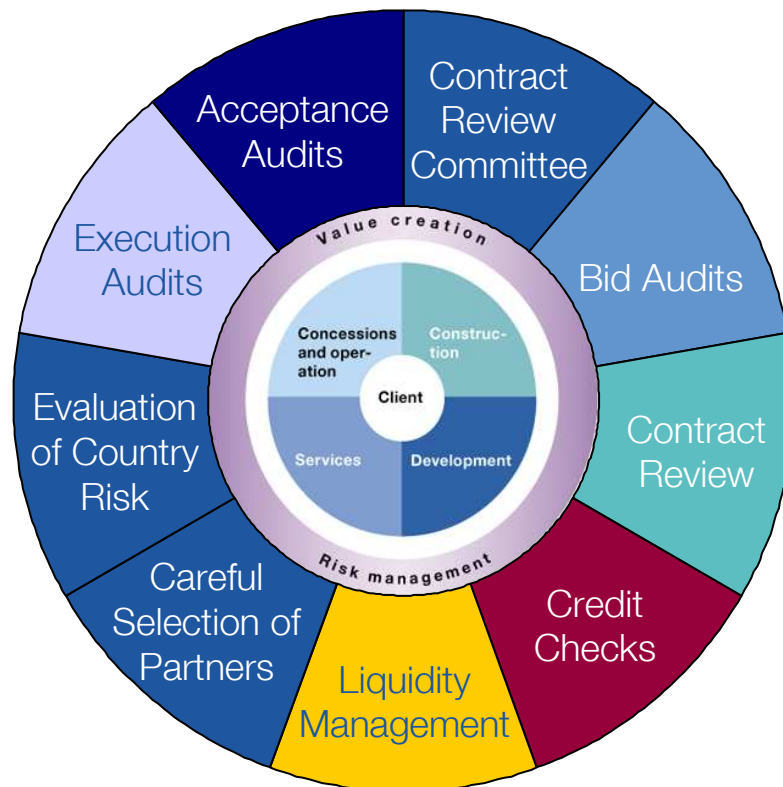 Acceptance
Audits
Contract
Review
Committee
Execution
Audits
Bid Audits
Value creation
Concessions
and oper-
ation
Construc-
tion
Client
Services
Development
Risk management
Evaluation
of Country
Risk
Contract
Review
Careful
Selection of
Partners
Credit
Checks
Liquidity
Management